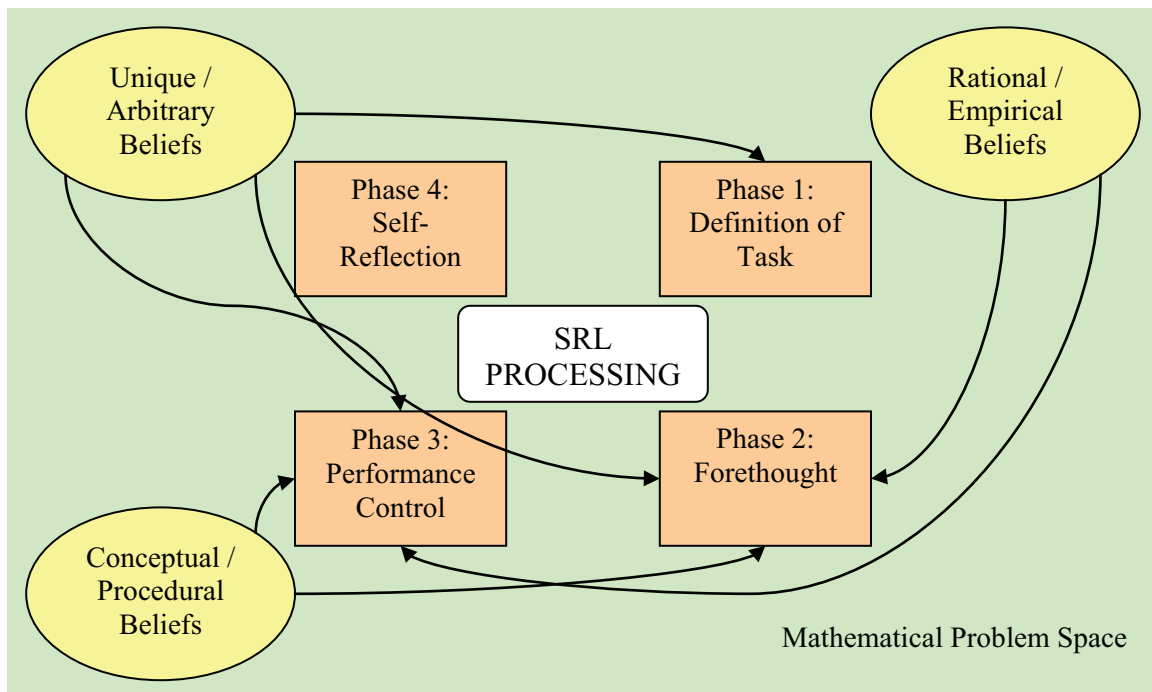 Unique /
Arbitrary
Beliefs
Rational /
Empirical
Beliefs
Phase 4:
Self-
Reflection
Phase 1:
Definition of
Task
SRL
PROCESSING
Phase 3:
Performance
Control
Phase 2:
Forethought
Conceptual /
Procedural
Beliefs
Mathematical Problem Space